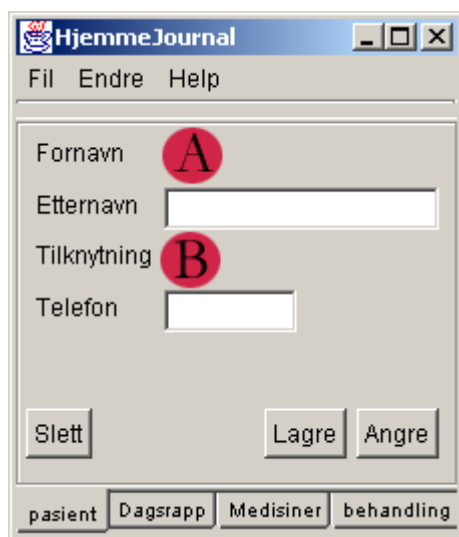 HjemmeJournal
Fil Endre Help
Fornavn A
Etternavn
Tilknytning B
Telefon
Slett Lagre Angre
pasient Dagsrapp Medisiner behandling